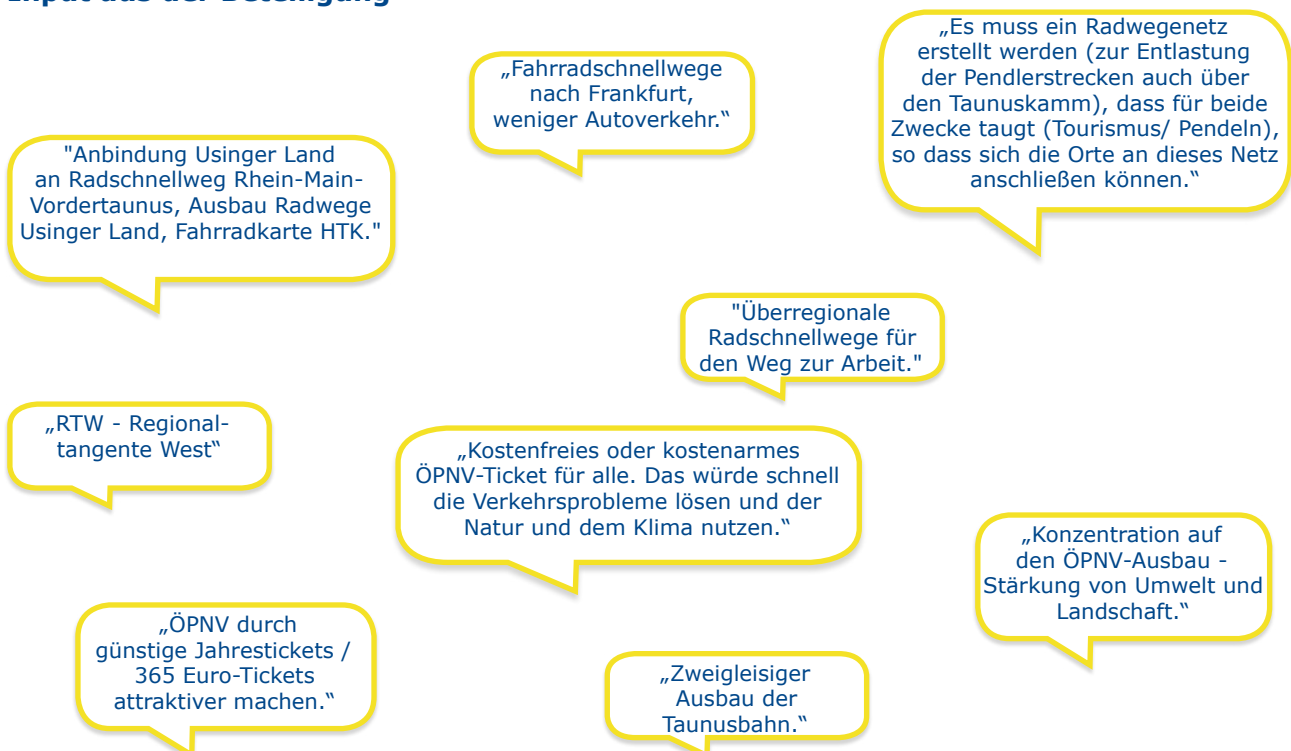 Input aus der Beteiligung
„Es muss ein Radwegenetz
erstellt werden (zur Entlastung
der Pendlerstrecken auch über
den Taunuskamm), dass für beide
Zwecke taugt (Tourismus/ Pendeln),
so dass sich die Orte an dieses Netz
anschließen können.“
„Fahrradschnellwege
nach Frankfurt,
weniger Autoverkehr.“
"Anbindung Usinger Land
an Radschnellweg Rhein-Main-
Vordertaunus, Ausbau Radwege
Usinger Land, Fahrradkarte HTK."
"Überregionale
Radschnellwege für
den Weg zur Arbeit."
„RTW - Regional-
tangente West“
„Kostenfreies oder kostenarmes
ÖPNV-Ticket für alle. Das würde schnell
die Verkehrsprobleme lösen und der
Natur und dem Klima nutzen.“
„Konzentration auf
den ÖPNV-Ausbau -
Stärkung von Umwelt und
Landschaft.“
„ÖPNV durch
günstige Jahrestickets /
365 Euro-Tickets
attraktiver machen.“
„Zweigleisiger
Ausbau der
Taunusbahn.“